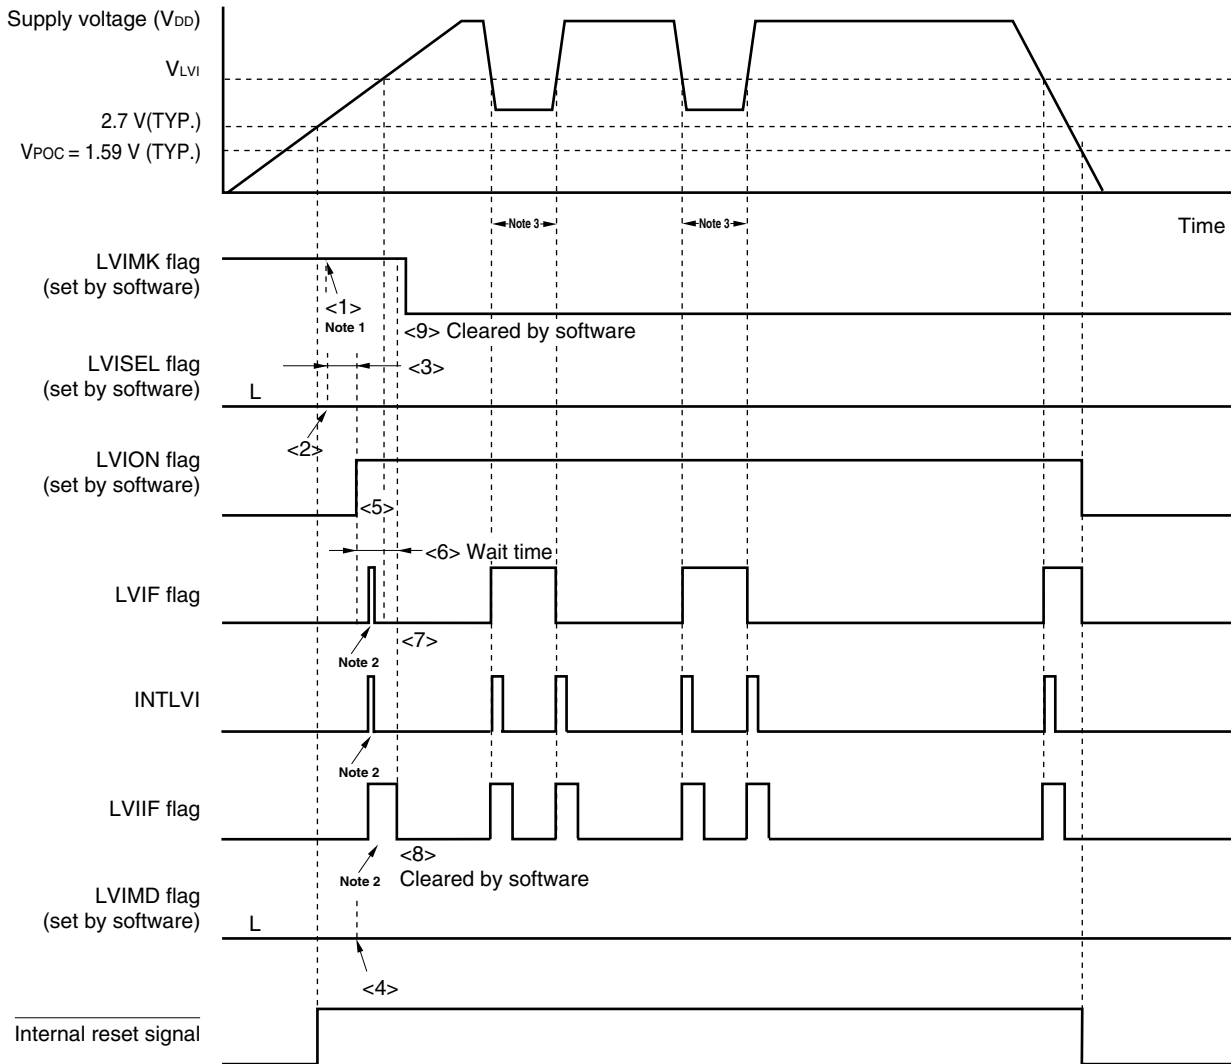 Supply voltage (VDD)
VLVI
2.7 V(TYP.)
VPOC = 1.59 V (TYP.)
Note 3
Note 3
Time
LVIMK flag
(set by software)
<1>
Note 1
<9> Cleared by software
LVISEL flag
(set by software)
L
<3>
<2>
LVION flag
(set by software)
<5>
<6> Wait time
LVIF flag
Note 2
<7>
INTLVI
Note 2
LVIIF flag
Note 2
<8>
Cleared by software
LVIMD flag
(set by software)
L
<4>
Internal reset signal